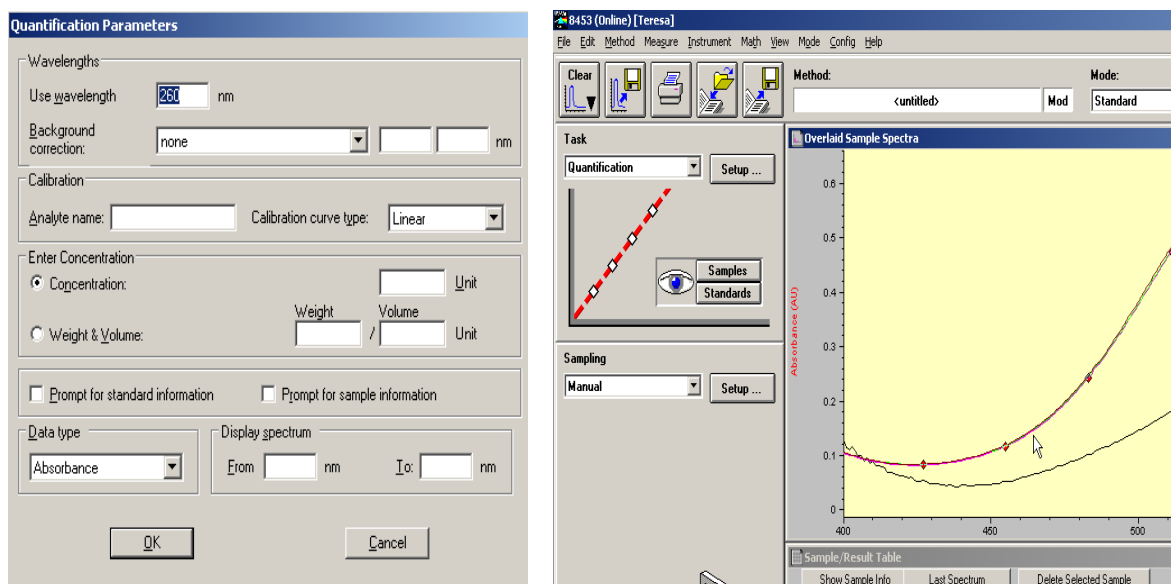 Quantification Parameters
Wavelengths
Use wavelength 260 nm
Background correction: none nm
Calibration
Analyte name: Calibration curve type: Linear
Enter Concentration
Concentration: Unit
Weight Volume
Weight & Volume: / Unit
Prompt for standard information Prompt for sample information
Data type Display spectrum
Absorbance From nm To: nm
OK Cancel
8453 (Online) [Teresa]
File Edit Method Measure Instrument Math View Mode Config Help
Clear Method: Mode:
<untitled> Mod Standard
Task
Quantification Setup ...
Samples
Standards
Sampling
Manual Setup ...
Overlaid Sample Spectra
Absorbance (AU)
0.6
0.5
0.4
0.3
0.2
0.1
0
400 450 500
Sample/Result Table
Show Sample Info Last Spectrum Delete Selected Sample